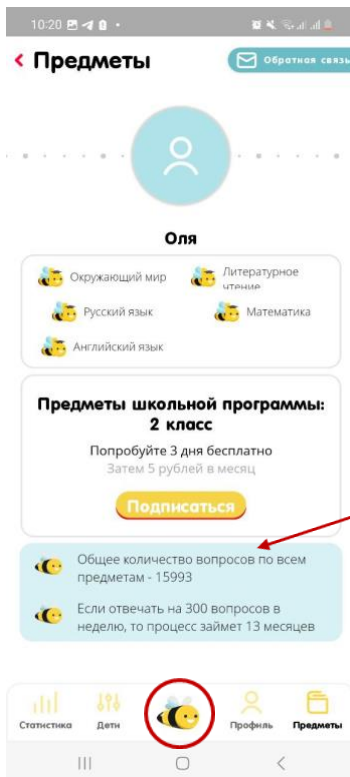 10:20
Предметы
Обратная связь
Оля
Окружающий мир
Литературное
чтение
Русский язык
Математика
Английский язык
Предметы школьной программы:
2 класс
Попробуйте 3 дня бесплатно
Затем 5 рублей в месяц
Подписаться
Общее количество вопросов по всем
предметам - 15993
Если отвечать на 300 вопросов в
неделю, то процесс займет 13 месяцев
Статистика
Дети
Профиль
Предметы